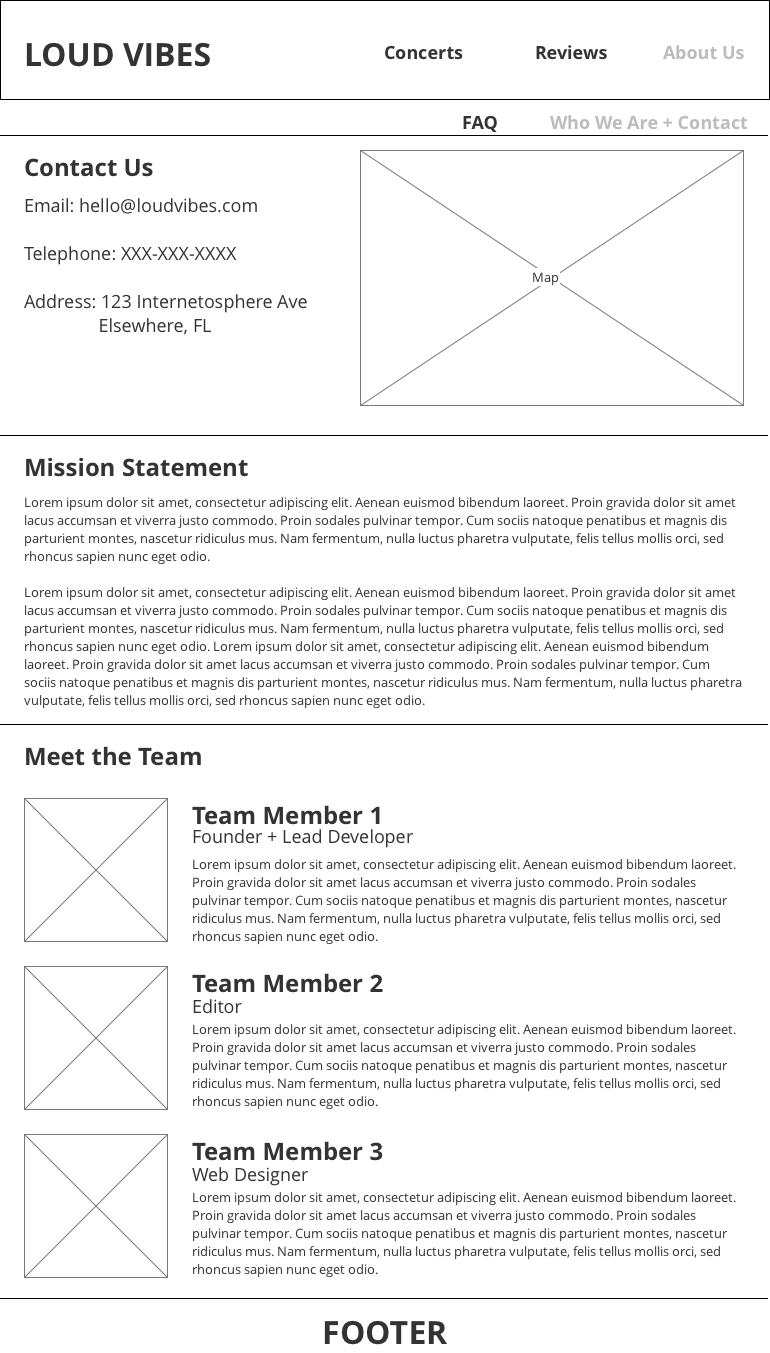 LOUD VIBES
Concerts
Reviews
About Us
FAQ
Who We Are + Contact
Contact Us
Email: hello@loudvibes.com
Telephone: XXX-XXX-XXXX
Address: 123 Internetosphere Ave
Elsewhere, FL
Map
Mission Statement
Lorem ipsum dolor sit amet, consectetur adipiscing elit. Aenean euismod bibendum laoreet. Proin gravida dolor sit amet
lacus accumsan et viverra justo commodo. Proin sodales pulvinar tempor. Cum sociis natoque penatibus et magnis dis
parturient montes, nascetur ridiculus mus. Nam fermentum, nulla luctus pharetra vulputate, felis tellus mollis orci, sed
rhoncus sapien nunc eget odio.
Lorem ipsum dolor sit amet, consectetur adipiscing elit. Aenean euismod bibendum laoreet. Proin gravida dolor sit amet
lacus accumsan et viverra justo commodo. Proin sodales pulvinar tempor. Cum sociis natoque penatibus et magnis dis
parturient montes, nascetur ridiculus mus. Nam fermentum, nulla luctus pharetra vulputate, felis tellus mollis orci, sed
rhoncus sapien nunc eget odio. Lorem ipsum dolor sit amet, consectetur adipiscing elit. Aenean euismod bibendum
laoreet. Proin gravida dolor sit amet lacus accumsan et viverra justo commodo. Proin sodales pulvinar tempor. Cum
sociis natoque penatibus et magnis dis parturient montes, nascetur ridiculus mus. Nam fermentum, nulla luctus pharetra
vulputate, felis tellus mollis orci, sed rhoncus sapien nunc eget odio.
Meet the Team
Team Member 1
Founder + Lead Developer
Lorem ipsum dolor sit amet, consectetur adipiscing elit. Aenean euismod bibendum laoreet.
Proin gravida dolor sit amet lacus accumsan et viverra justo commodo. Proin sodales
pulvinar tempor. Cum sociis natoque penatibus et magnis dis parturient montes, nascetur
ridiculus mus. Nam fermentum, nulla luctus pharetra vulputate, felis tellus mollis orci, sed
rhoncus sapien nunc eget odio.
Team Member 2
Editor
Lorem ipsum dolor sit amet, consectetur adipiscing elit. Aenean euismod bibendum laoreet.
Proin gravida dolor sit amet lacus accumsan et viverra justo commodo. Proin sodales
pulvinar tempor. Cum sociis natoque penatibus et magnis dis parturient montes, nascetur
ridiculus mus. Nam fermentum, nulla luctus pharetra vulputate, felis tellus mollis orci, sed
rhoncus sapien nunc eget odio.
Team Member 3
Web Designer
Lorem ipsum dolor sit amet, consectetur adipiscing elit. Aenean euismod bibendum laoreet.
Proin gravida dolor sit amet lacus accumsan et viverra justo commodo. Proin sodales
pulvinar tempor. Cum sociis natoque penatibus et magnis dis parturient montes, nascetur
ridiculus mus. Nam fermentum, nulla luctus pharetra vulputate, felis tellus mollis orci, sed
rhoncus sapien nunc eget odio.
FOOTER